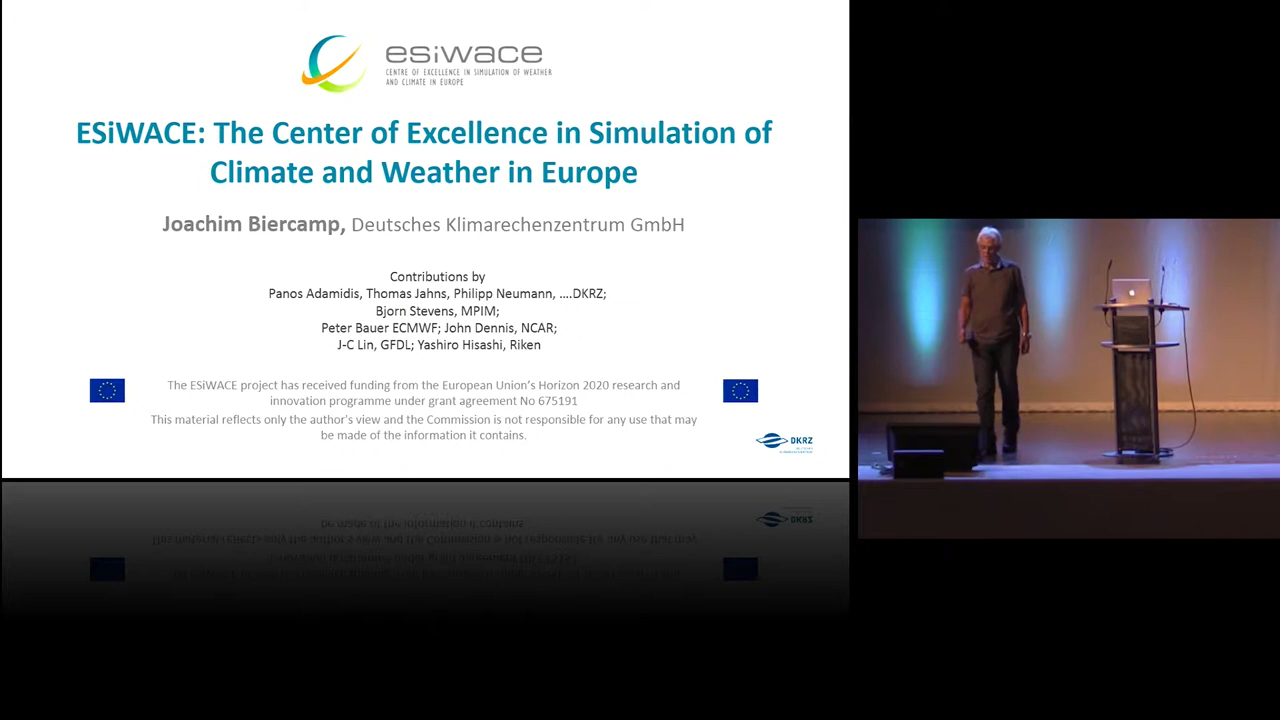 esiwace
CENTRE OF EXCELLENCE IN SIMULATION OF WEATHER
AND CLIMATE IN EUROPE
ESiWACE: The Center of Excellence in Simulation of
Climate and Weather in Europe
Joachim Biercamp, Deutsches Klimarechenzentrum GmbH
Contributions by
Panos Adamidis, Thomas Jahns, Philipp Neumann, ....DKRZ;
Bjorn Stevens, MPIM;
Peter Bauer ECMWF; John Dennis, NCAR;
J-C Lin, GFDL; Yashiro Hisashi, Riken
The ESiWACE project has received funding from the European Union's Horizon 2020 research and
innovation programme under grant agreement No 675191
This material reflects only the author's view and the Commission is not responsible for any use that may
be made of the information it contains.
DKRZ